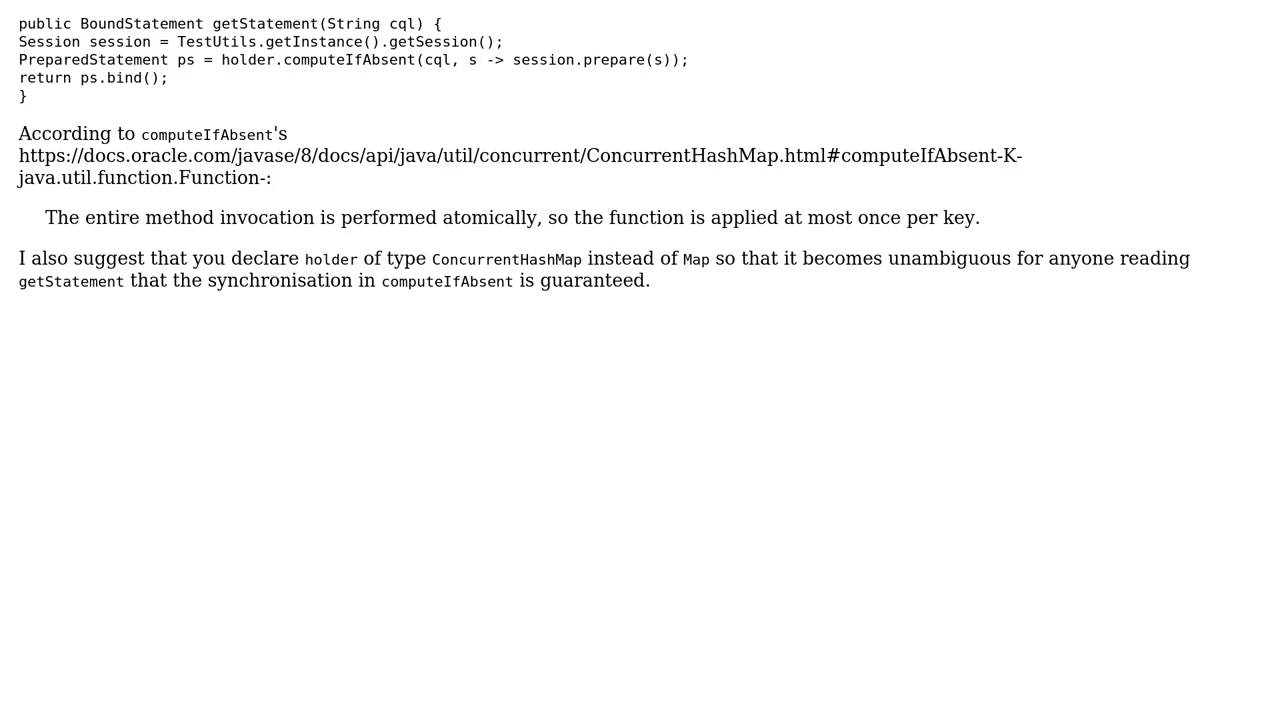 public BoundStatement getStatement(String cql) {
Session session = TestUtils.getInstance().getSession();
PreparedStatement ps = holder.computeIfAbsent(cql, s -> session.prepare(s));
return ps.bind();
}
According to computeIfAbsent's
https://docs.oracle.com/javase/8/docs/api/java/util/concurrent/ConcurrentHashMap.html#computeIfAbsent-K-
java.util.function.Function-:
The entire method invocation is performed atomically, so the function is applied at most once per key.
I also suggest that you declare holder of type ConcurrentHashMap instead of Map so that it becomes unambiguous for anyone reading
getStatement that the synchronisation in computeIfAbsent is guaranteed.